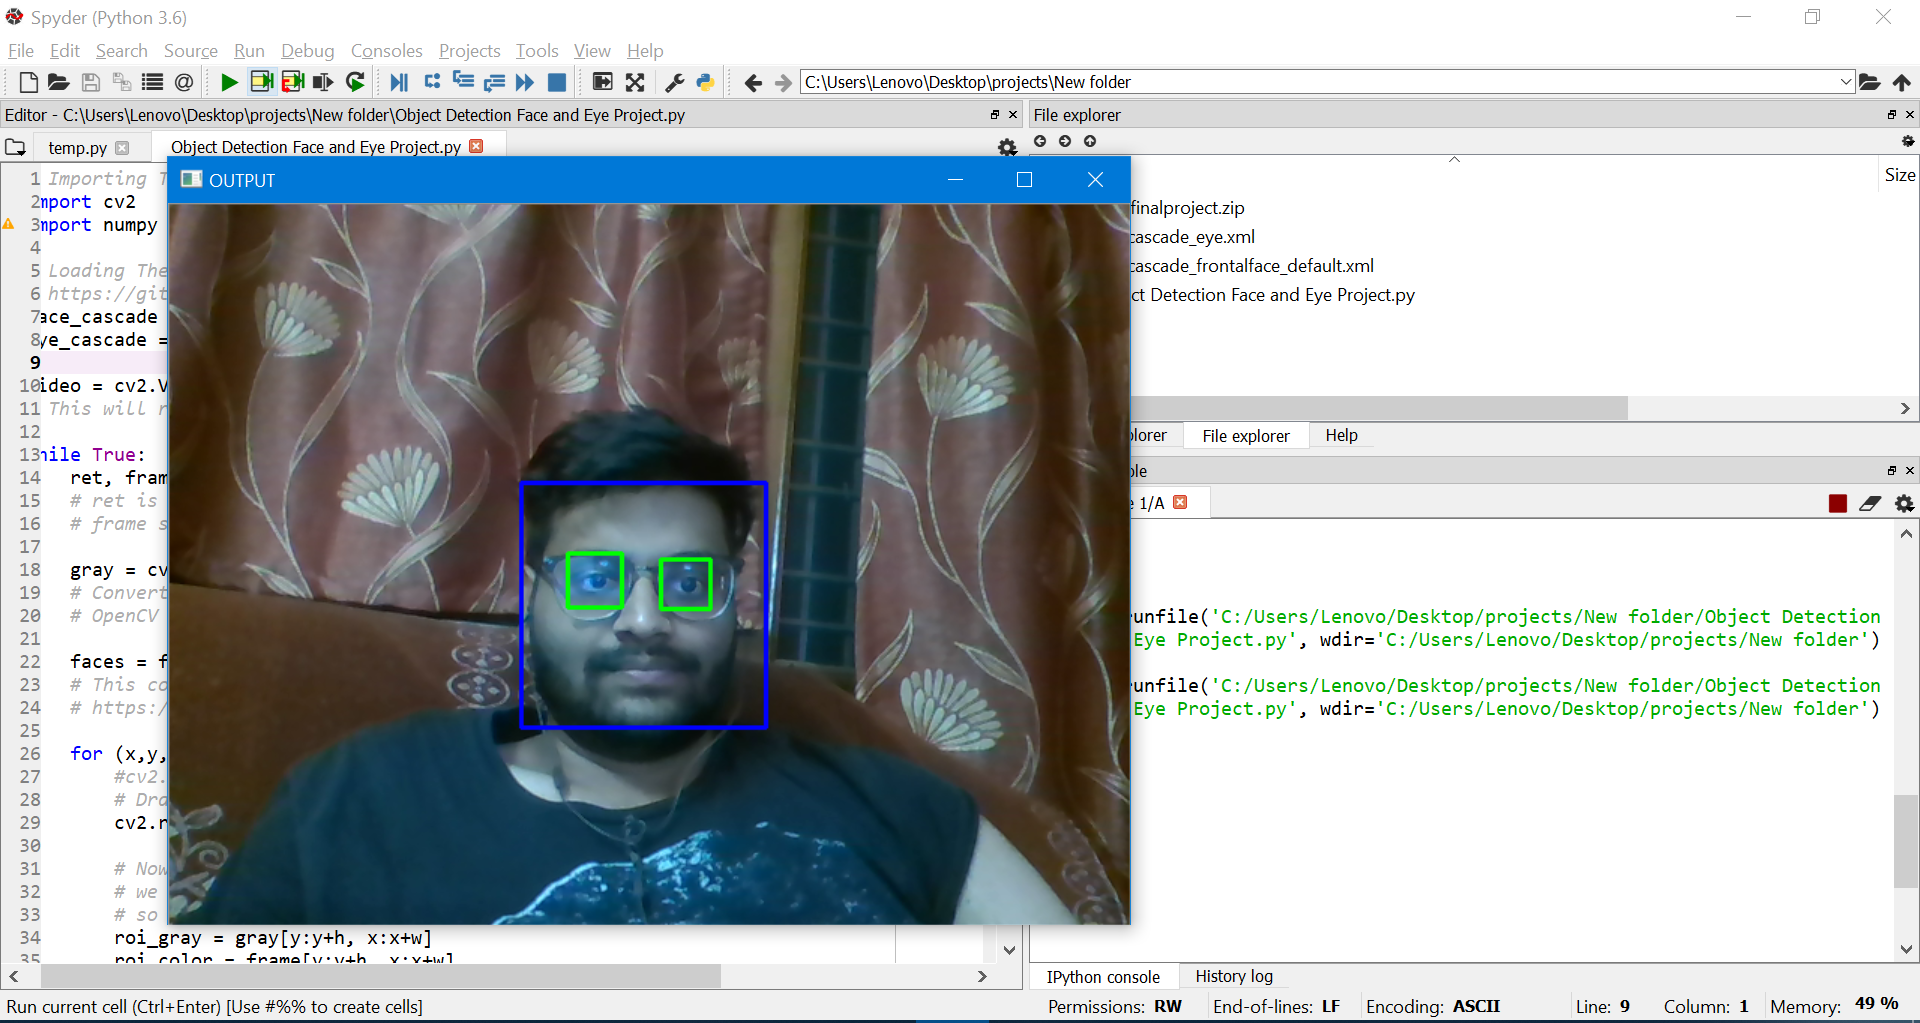 Spyder (Python 3.6)
File Edit Search Source Run Debug Consoles Projects Tools View Help
C:\Users\Lenovo\Desktop\projects\New folder
Editor - C:\Users\Lenovo\Desktop\projects\New folder\Object Detection Face and Eye Project.py
temp.py Object Detection Face and Eye Project.py
OUTPUT
1 Importing T
2 mport cv2
3 mport numpy
4
5 Loading The
6 https://git
7 ace_cascade
8 ye_cascade =
9
10 ideo = cv2.V
11 This will r
12
13 hile True:
14 ret, fram
15 # ret is
16 # frame s
17
18 gray = cv
19 # Convert
20 # OpenCV
21
22 faces = f
23 # This co
24 # https:/
25
26 for (x,y,
27 #cv2.
28 # Dra
29 cv2.r
30
31 # Now
32 # we
33 # so
34 roi_gray = gray[y:y+h, x:x+w]
35 roi_color = frame[y:y+h, x:x+w]
File explorer
Size
finalproject.zip
cascade_eye.xml
cascade_frontalface_default.xml
ct Detection Face and Eye Project.py
plorer File explorer Help
ole
e 1/A
runfile('C:/Users/Lenovo/Desktop/projects/New folder/Object Detection
Eye Project.py', wdir='C:/Users/Lenovo/Desktop/projects/New folder')
runfile('C:/Users/Lenovo/Desktop/projects/New folder/Object Detection
Eye Project.py', wdir='C:/Users/Lenovo/Desktop/projects/New folder')
IPython console History log
Run current cell (Ctrl+Enter) [Use #%% to create cells]
Permissions: RW End-of-lines: LF Encoding: ASCII Line: 9 Column: 1 Memory: 49 %